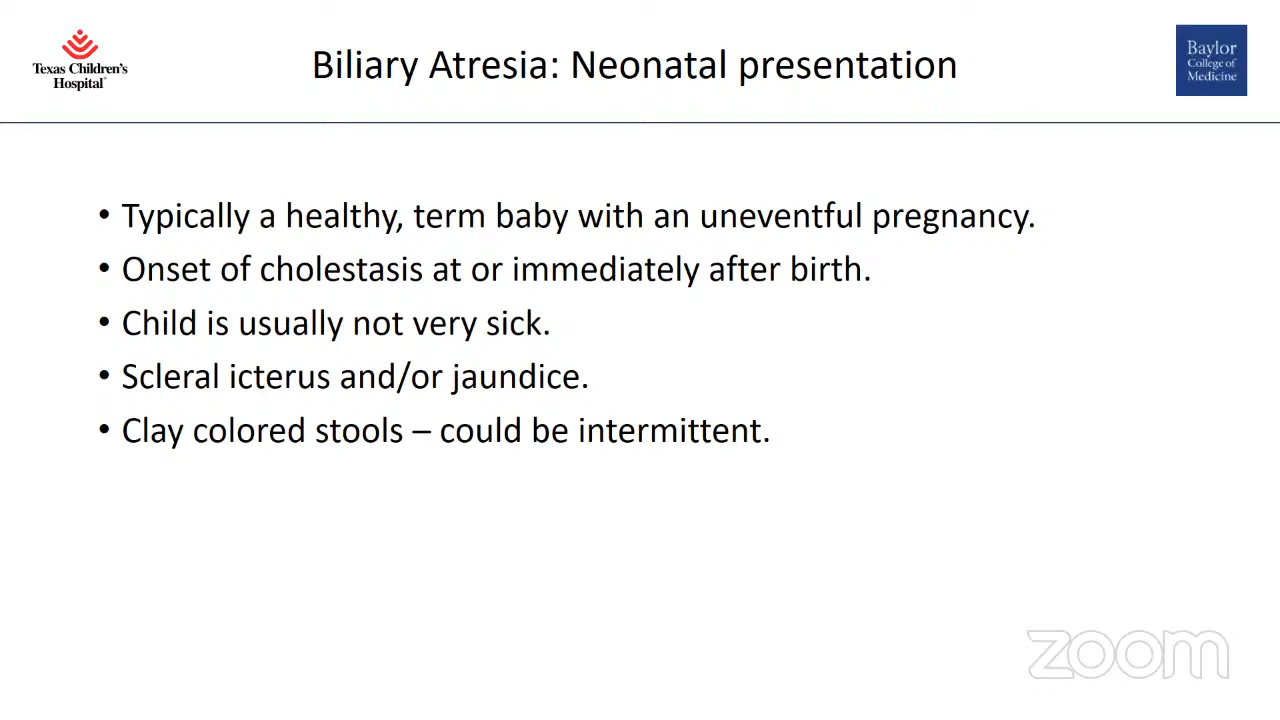 Texas Children's
Hospital
Biliary Atresia: Neonatal presentation
Baylor
College of
Medicine
• Typically a healthy, term baby with an uneventful pregnancy.
• Onset of cholestasis at or immediately after birth.
• Child is usually not very sick.
• Scleral icterus and/or jaundice.
• Clay colored stools – could be intermittent.
zoom